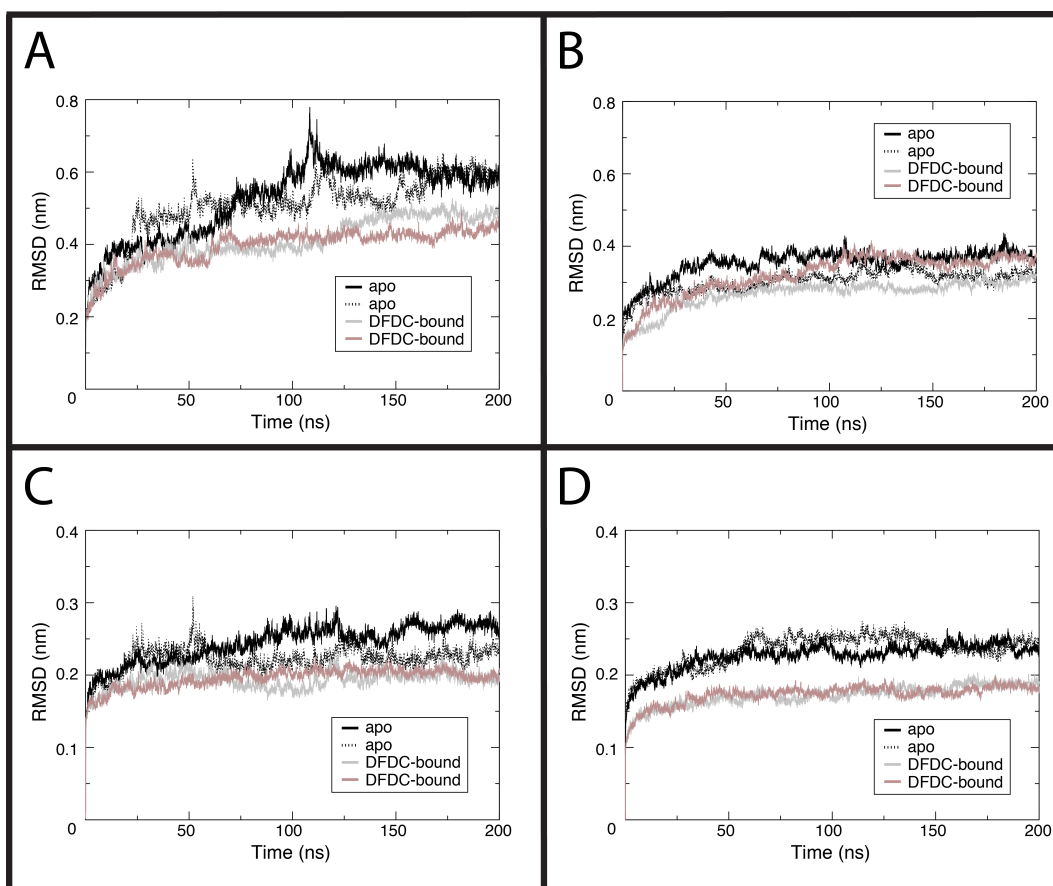 A
0.8
0.6
0.4
0.2
0
50
100
150
200
RMSD (nm)
Time (ns)
apo
apo
DFDC-bound
DFDC-bound
B
0.8
0.6
0.4
0.2
0
50
100
150
200
RMSD (nm)
Time (ns)
apo
apo
DFDC-bound
DFDC-bound
C
0.4
0.3
0.2
0.1
0
50
100
150
200
RMSD (nm)
Time (ns)
apo
apo
DFDC-bound
DFDC-bound
D
0.4
0.3
0.2
0.1
0
50
100
150
200
RMSD (nm)
Time (ns)
apo
apo
DFDC-bound
DFDC-bound